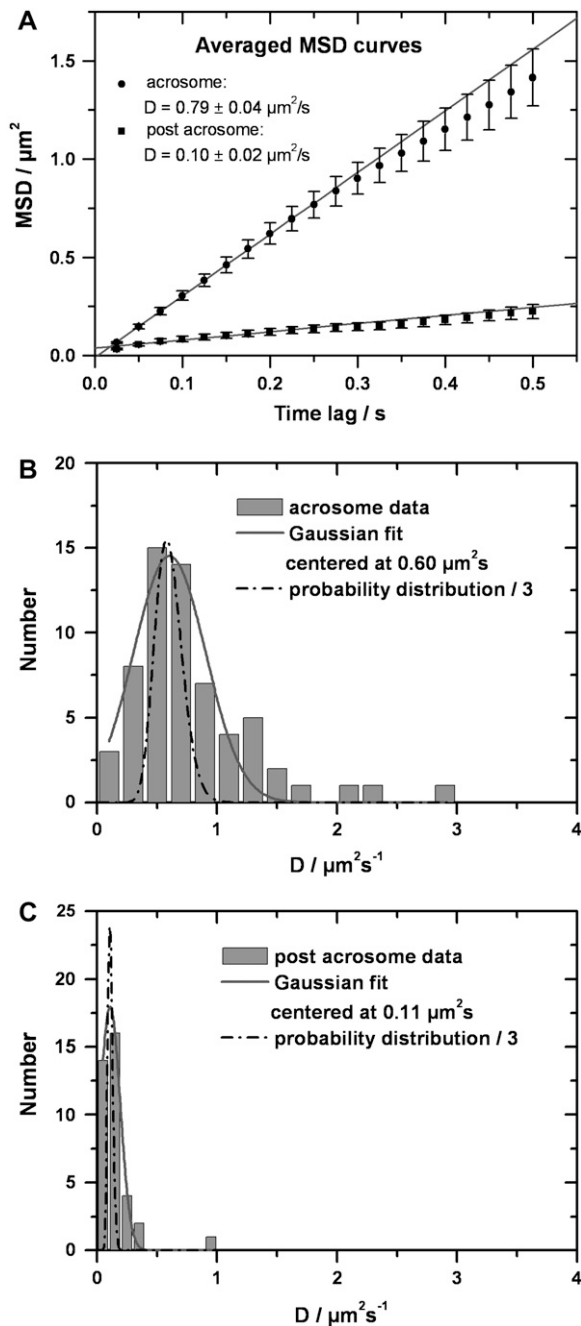 A
Averaged MSD curves
acrosome:
D = 0.79 ± 0.04 µm²/s
post acrosome:
D = 0.10 ± 0.02 µm²/s
MSD / µm²
1.5
1.0
0.5
0.0
0.0 0.1 0.2 0.3 0.4 0.5
Time lag / s
B
20
15
10
5
0
Number
acrosome data
Gaussian fit
centered at 0.60 µm²s
probability distribution / 3
0 1 2 3 4
D / µm²s⁻¹
C
25
20
15
10
5
0
Number
post acrosome data
Gaussian fit
centered at 0.11 µm²s
probability distribution / 3
0 1 2 3 4
D / µm²s⁻¹